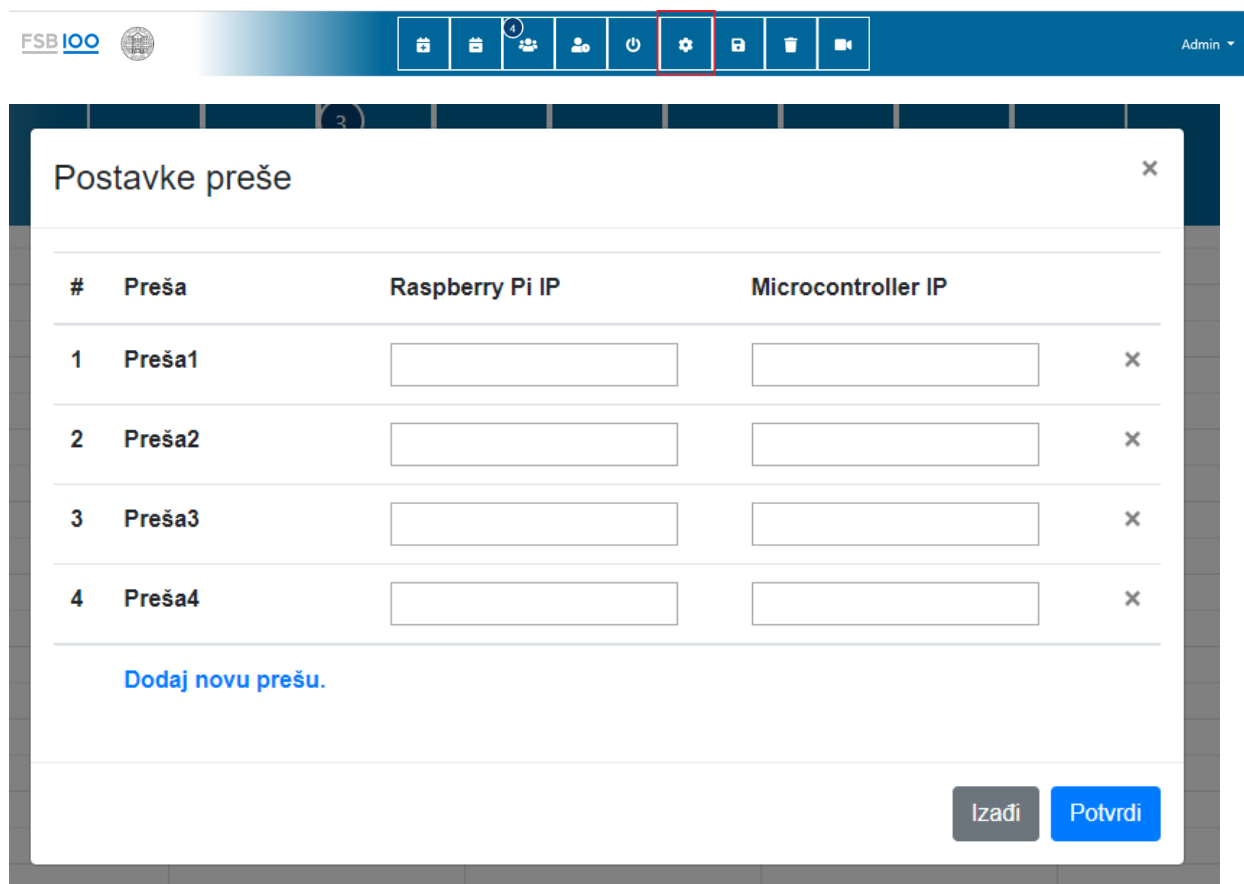 FSB 100
4
Admin
3
Postavke preše
×
# Preša Raspberry Pi IP Microcontroller IP
1 Preša1 ×
2 Preša2 ×
3 Preša3 ×
4 Preša4 ×
Dodaj novu prešu.
Izađi Potvrdi